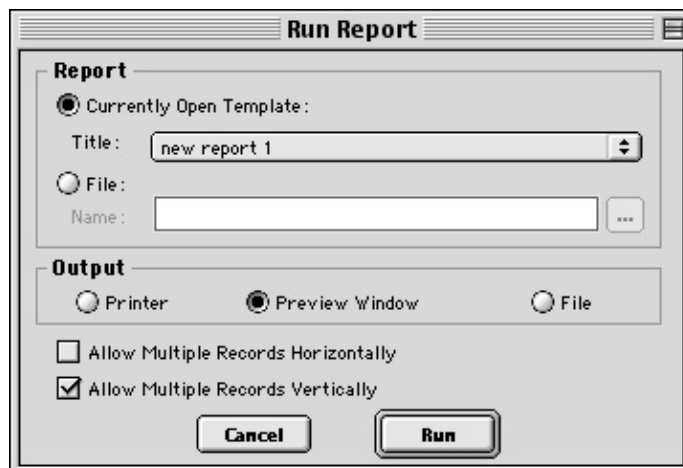 Run Report
Report
Currently Open Template:
Title: new report 1
File:
Name: ...
Output
Printer Preview Window File
Allow Multiple Records Horizontally
Allow Multiple Records Vertically
Cancel Run